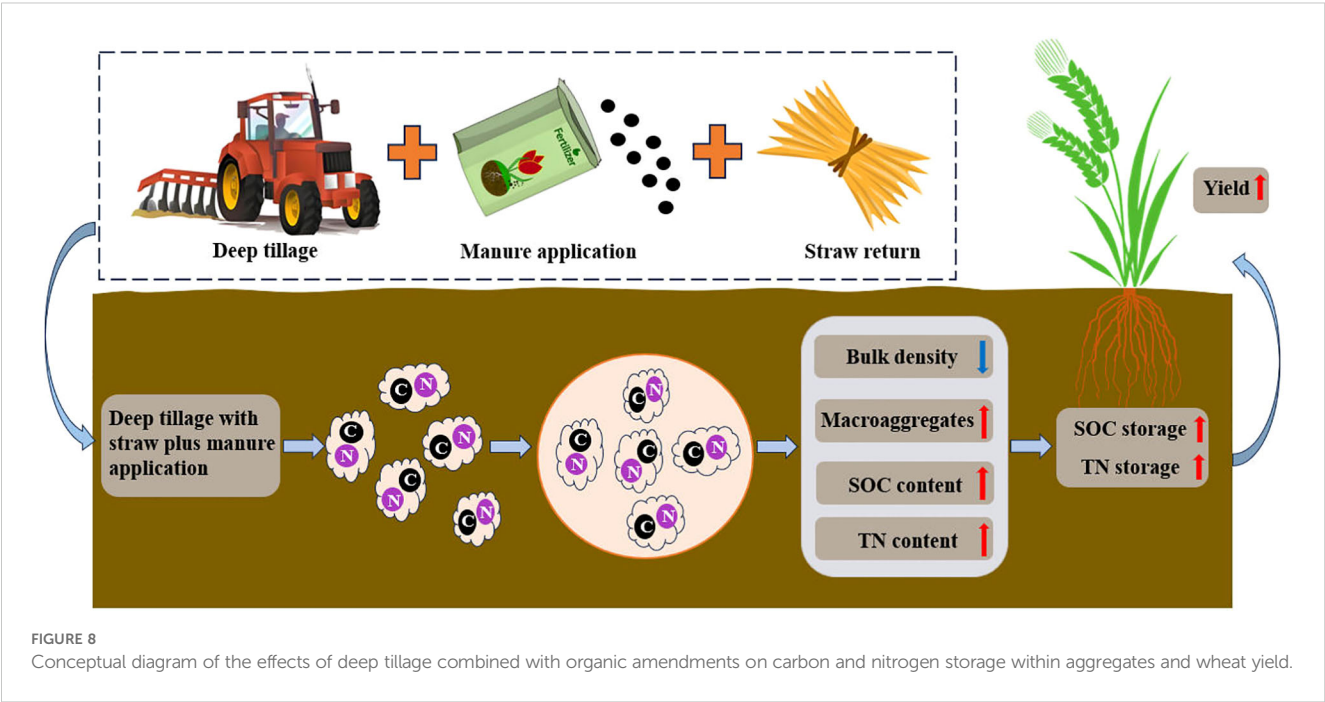 Fertilizer
Deep tillage
Manure application
Straw return
Yield
Deep tillage with
straw plus manure
application
C N
C
N
C N
C
N
C N
C N
C
N
C
N
C N
C N
Bulk density
Macroaggregates
SOC content
TN content
SOC storage
TN storage
FIGURE 8
Conceptual diagram of the effects of deep tillage combined with organic amendments on carbon and nitrogen storage within aggregates and wheat yield.